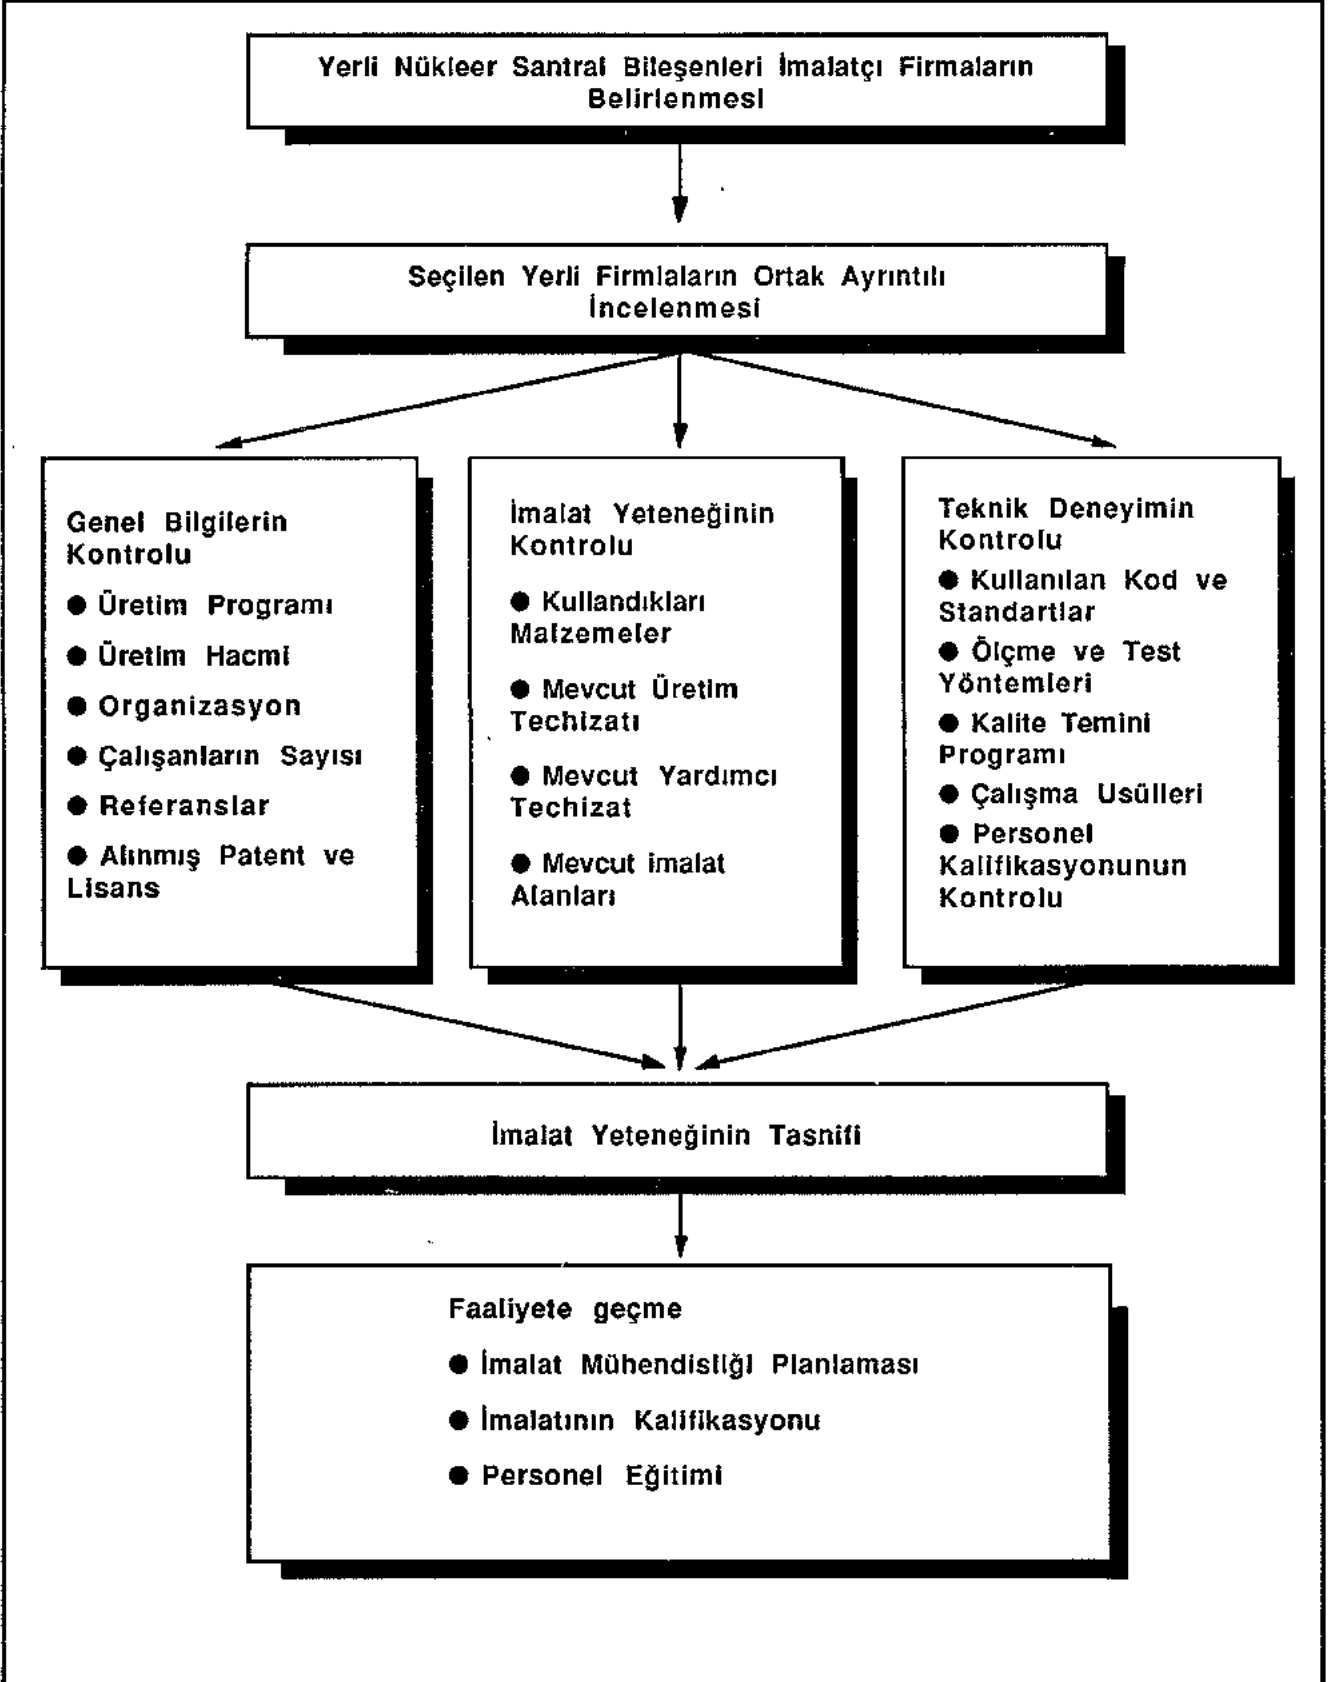 Yerli Nükleer Santral Bileşenleri İmalatçı Firmaların
Belirlenmesi
Seçilen Yerli Firmlaların Ortak Ayrıntılı
İncelenmesi
Genel Bilgilerin
Kontrolu
● Üretim Programı
● Üretim Hacmi
● Organizasyon
● Çalışanların Sayısı
● Referanslar
● Alınmış Patent ve
Lisans
İmalat Yeteneğinin
Kontrolu
● Kullandıkları
Malzemeler
● Mevcut Üretim
Techizatı
● Mevcut Yardımcı
Techizat
● Mevcut imalat
Alanları
Teknik Deneyimin
Kontrolu
● Kullanılan Kod ve
Standartlar
● Ölçme ve Test
Yöntemleri
● Kalite Temini
Programı
● Çalışma Usülleri
● Personel
Kalifikasyonunun
Kontrolu
İmalat Yeteneğinin Tasnifi
Faaliyete geçme
● İmalat Mühendisliği Planlaması
● İmalatının Kalifikasyonu
● Personel Eğitimi